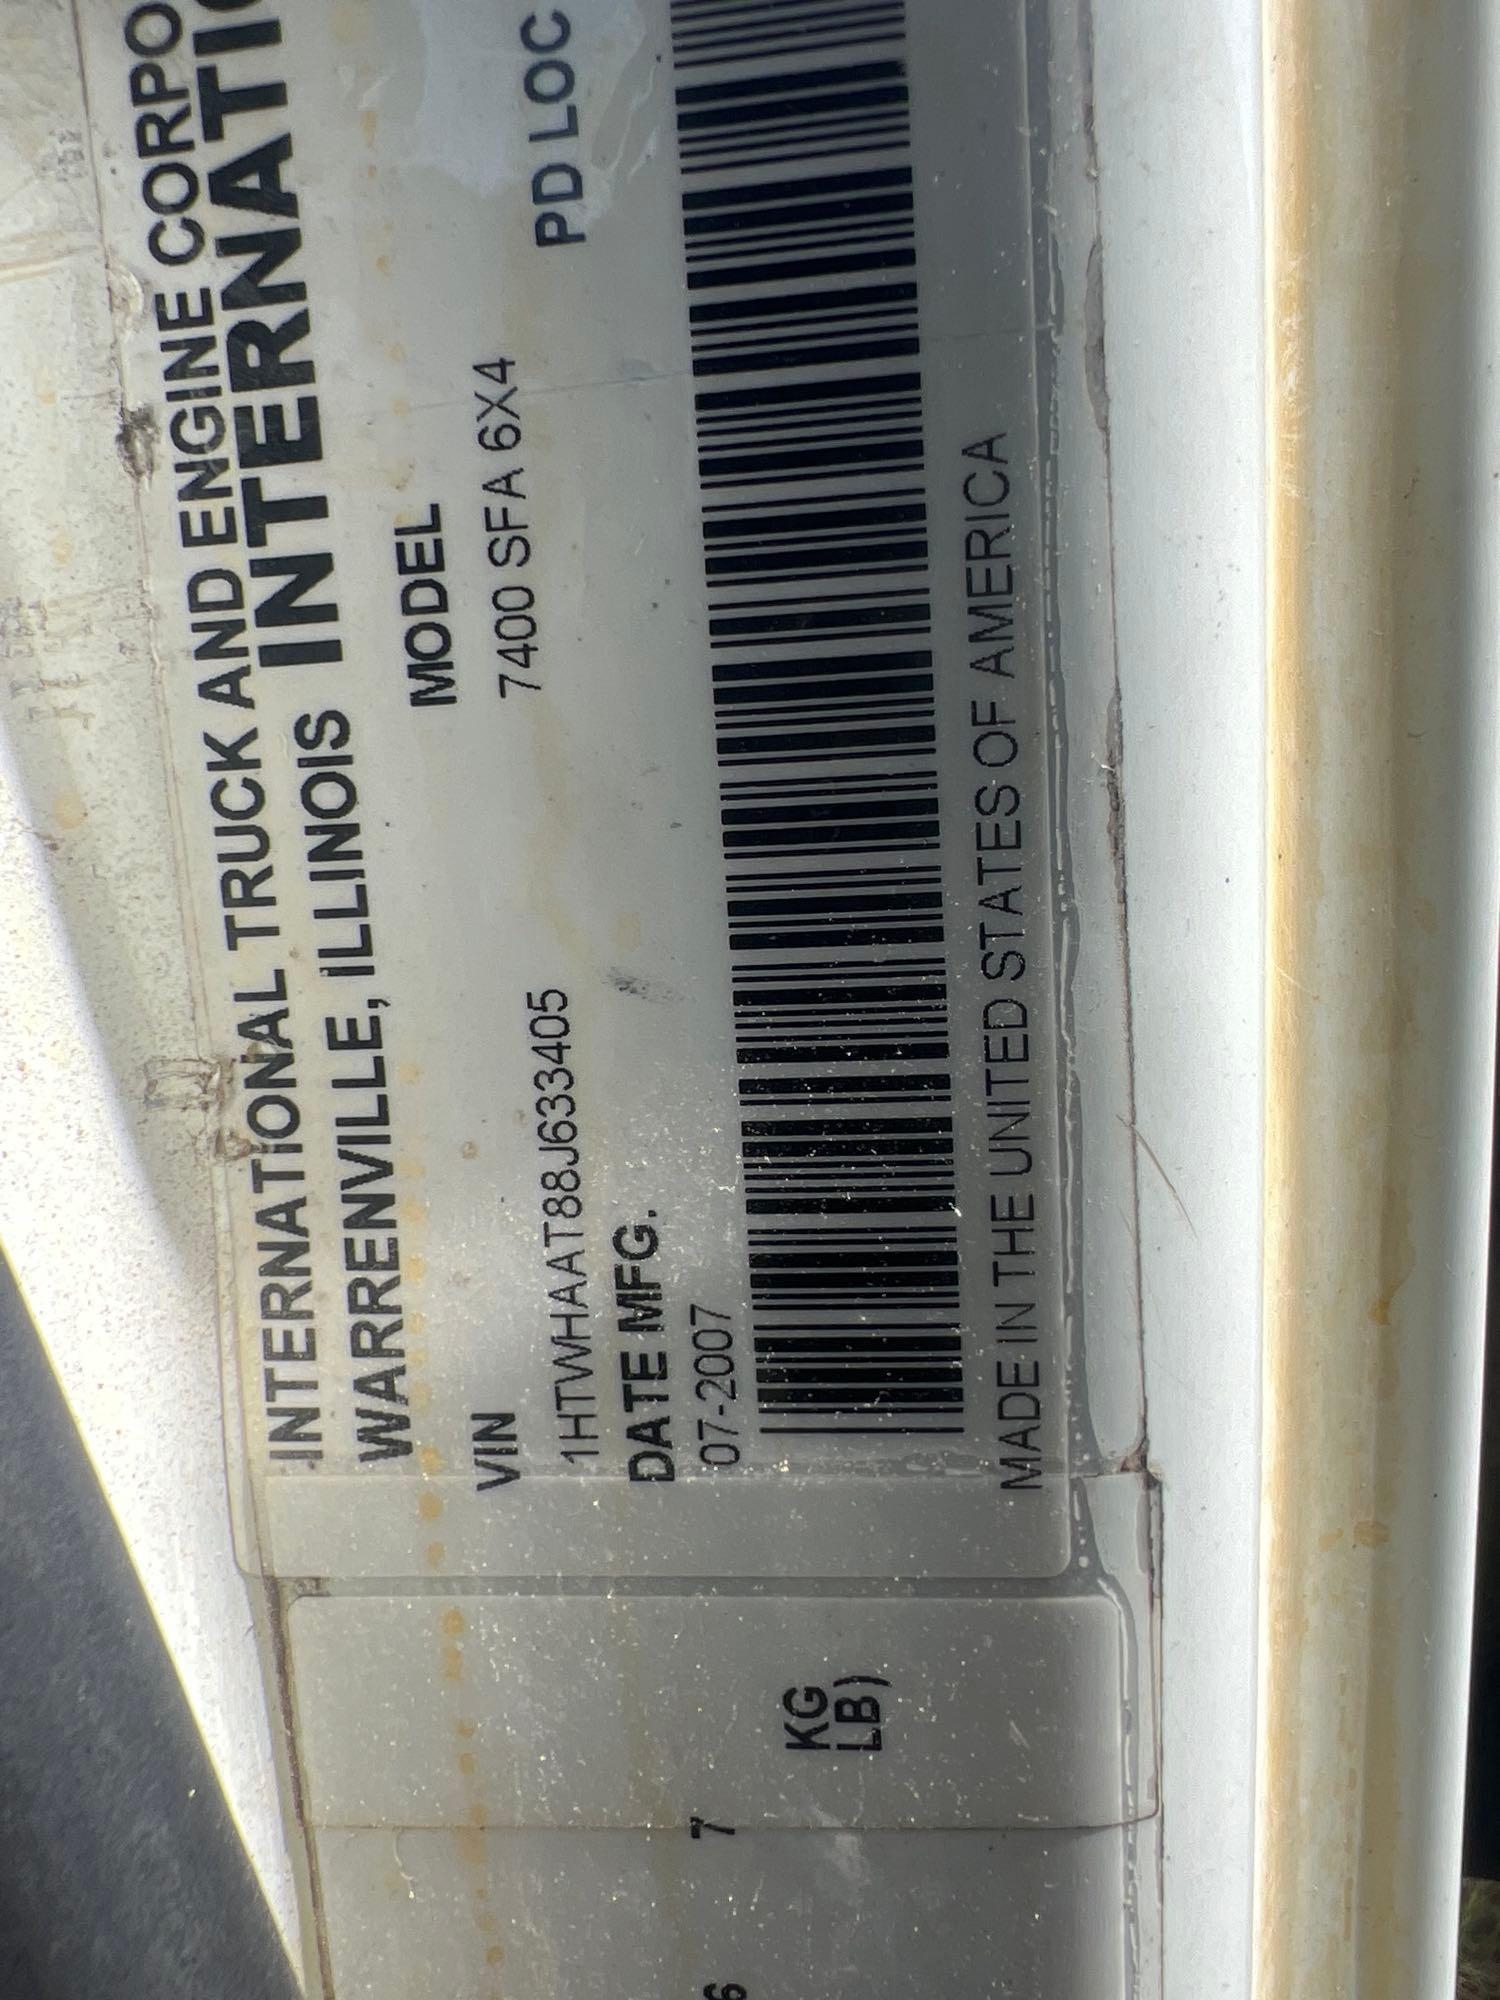 INTERNATIONAL TRUCK AND ENGINE CORPO
WARRENVILLE, ILLINOIS INTERNATIO
VIN MODEL
1HTWHAAT88J633405 7400 SFA 6X4
DATE MFG. PD LOC
07-2007
MADE IN THE UNITED STATES OF AMERICA
6 7
KG
LB)